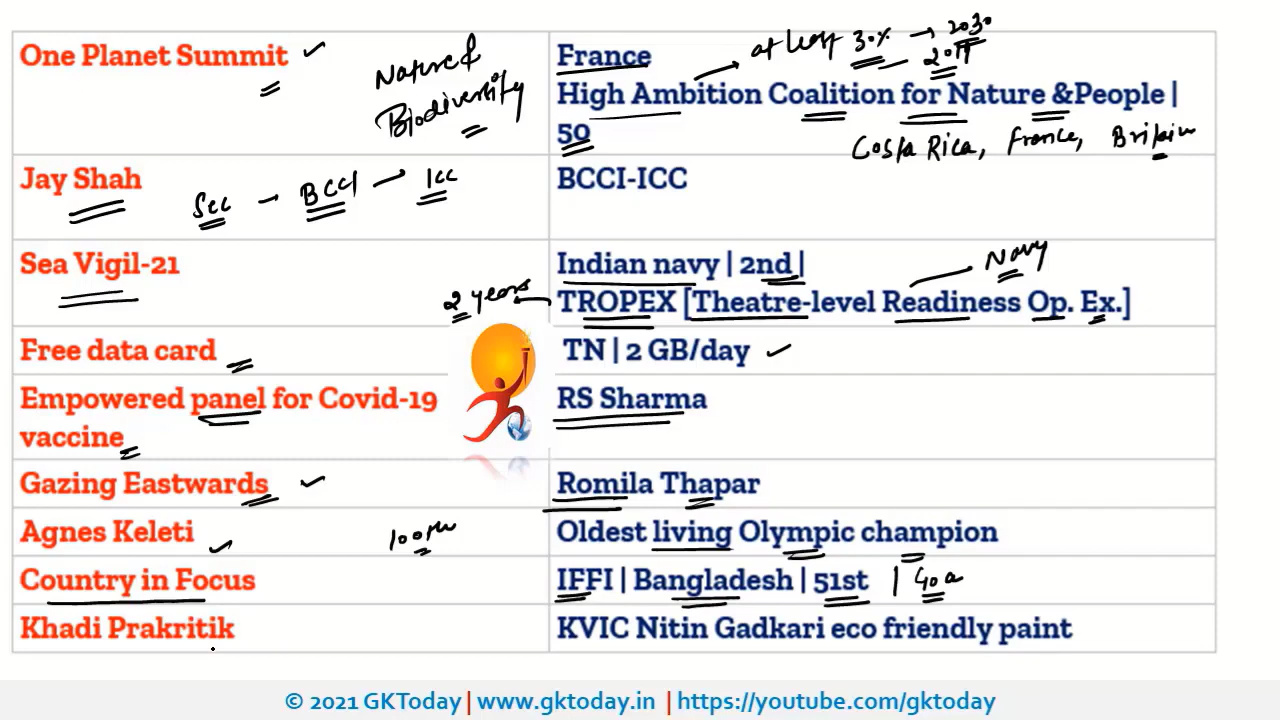 One Planet Summit
Nature &
Biodiversity
France
at least 30% → 2030
2017
High Ambition Coalition for Nature &People |
50
Costa Rica, France, Britain
Jay Shah
Sec → BCCI → ICC
BCCI-ICC
Sea Vigil-21
Indian navy | 2nd |
Navy
2 years
TROPEX [Theatre-level Readiness Op. Ex.]
Free data card
TN | 2 GB/day
Empowered panel for Covid-19
vaccine
RS Sharma
Gazing Eastwards
Romila Thapar
Agnes Keleti
100th
Oldest living Olympic champion
Country in Focus
IFFI | Bangladesh | 51st | Goa
Khadi Prakritik
KVIC Nitin Gadkari eco friendly paint
© 2021 GKToday | www.gktoday.in | https://youtube.com/gktoday